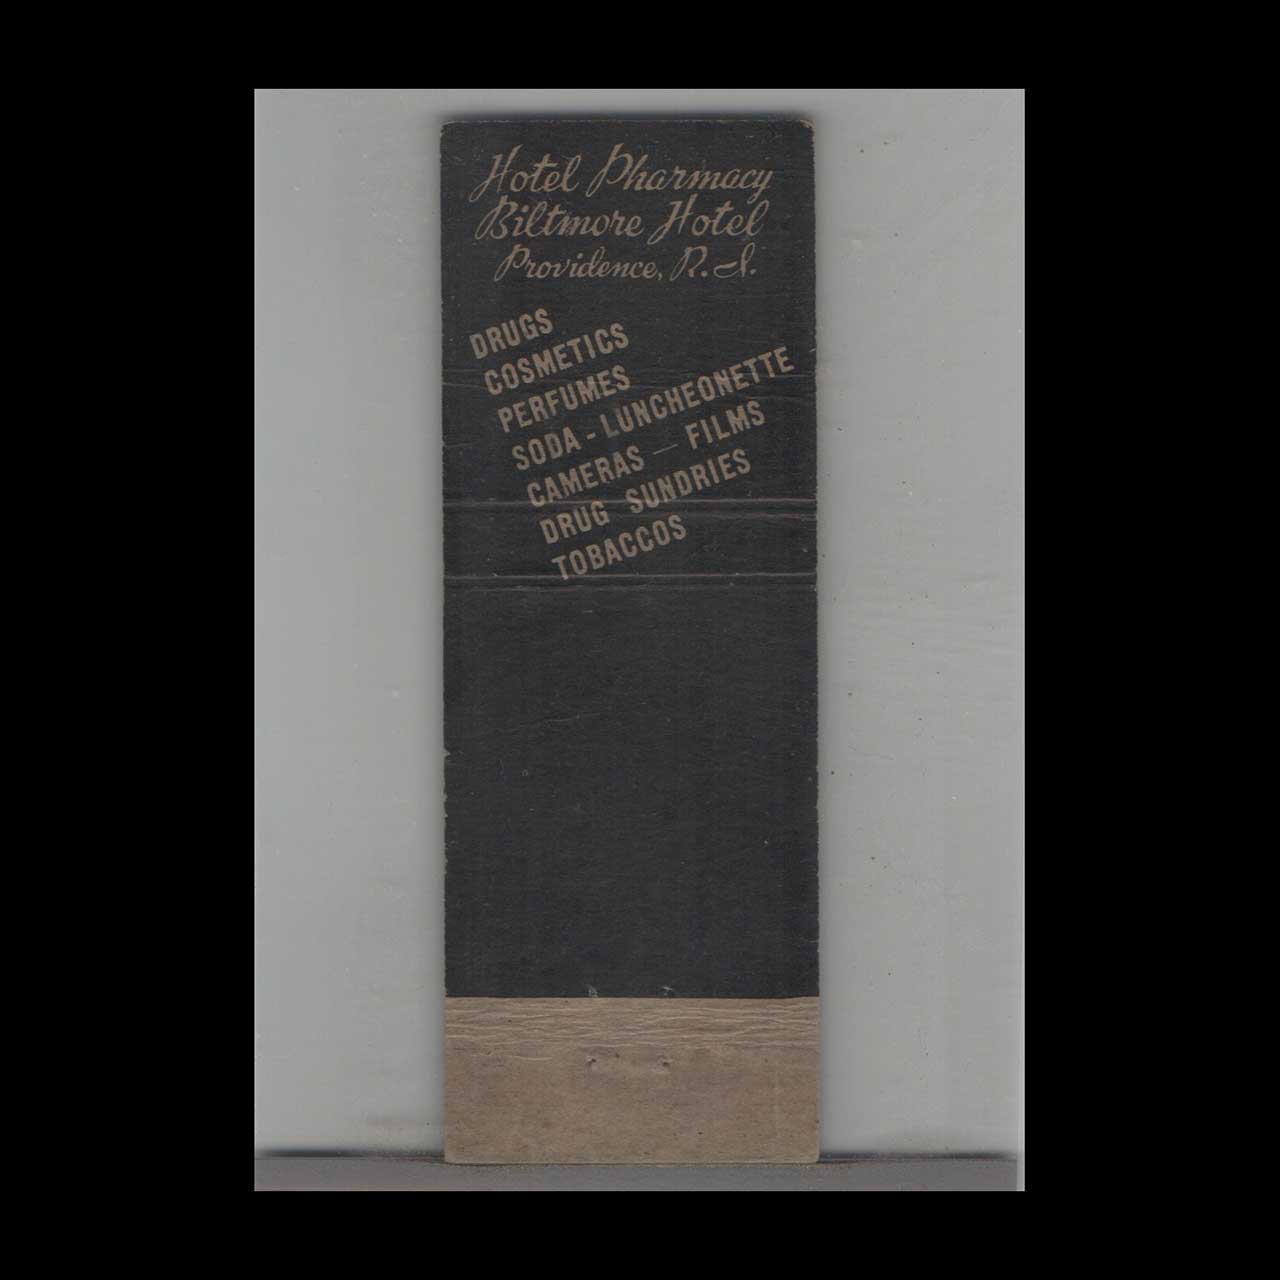 Hotel Pharmacy
Biltmore Hotel
Providence, R. I.
DRUGS
COSMETICS
PERFUMES
SODA - LUNCHEONETTE
CAMERAS — FILMS
DRUG SUNDRIES
TOBACCOS